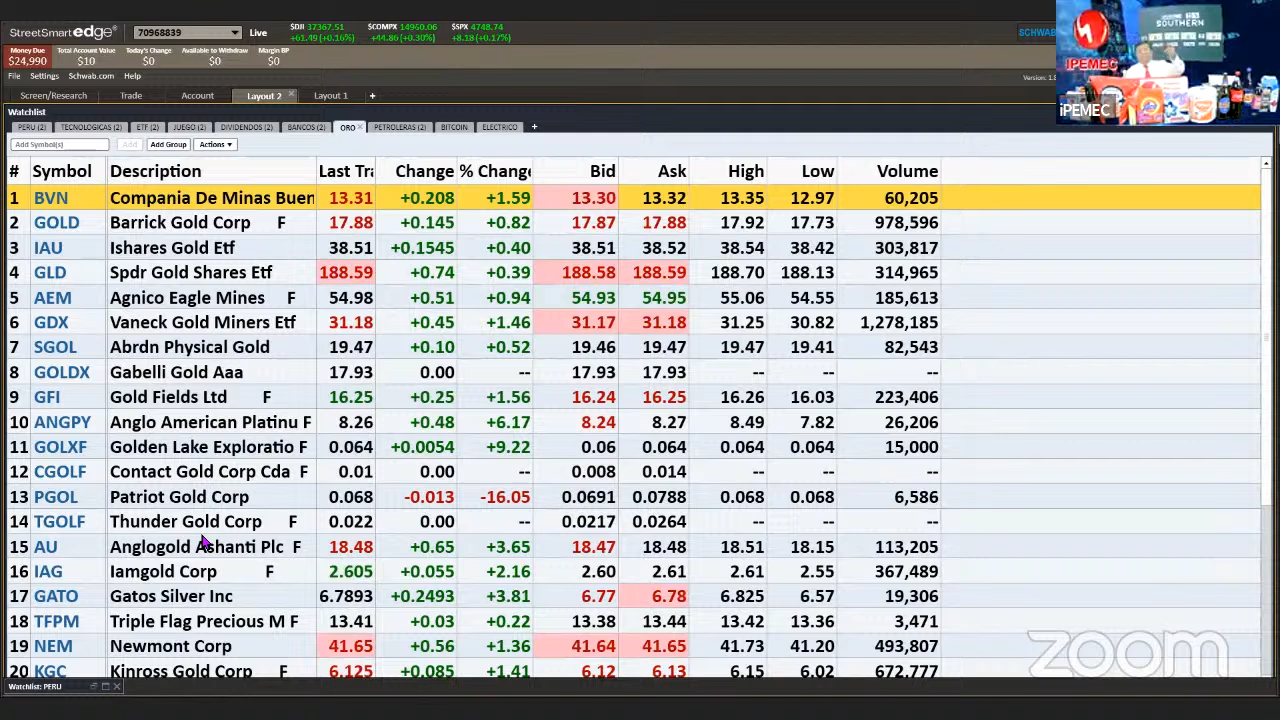 StreetSmart edge® 70968839 Live $DJI 37367.51 $COMPX 14960.06 $SPX 4748.74 SCHWAB
+61.49 (+0.16%) +44.86 (+0.30%) +8.18 (+0.17%)
Money Due Total Account Value Today's Change Available to Withdraw Margin BP
$24,990 $10 $0 $0 $0
File Settings Schwab.com Help Version: 1.8
Screen/Research Trade Account Layout 2 Layout 1 +
SOUTHERN
iPEMEC
iPEMEC
Watchlist
PERU (2) TECNOLOGICAS (2) ETF (2) JUEGO (2) DIVIDENDOS (2) BANCOS (2) ORO PETROLERAS (2) BITCOIN ELECTRICO +
Add Symbol(s) Add Add Group Actions
# Symbol Description Last Tra Change % Change Bid Ask High Low Volume
1 BVN Compania De Minas Buen 13.31 +0.208 +1.59 13.30 13.32 13.35 12.97 60,205
2 GOLD Barrick Gold Corp F 17.88 +0.145 +0.82 17.87 17.88 17.92 17.73 978,596
3 IAU Ishares Gold Etf 38.51 +0.1545 +0.40 38.51 38.52 38.54 38.42 303,817
4 GLD Spdr Gold Shares Etf 188.59 +0.74 +0.39 188.58 188.59 188.70 188.13 314,965
5 AEM Agnico Eagle Mines F 54.98 +0.51 +0.94 54.93 54.95 55.06 54.55 185,613
6 GDX Vaneck Gold Miners Etf 31.18 +0.45 +1.46 31.17 31.18 31.25 30.82 1,278,185
7 SGOL Abrdn Physical Gold 19.47 +0.10 +0.52 19.46 19.47 19.47 19.41 82,543
8 GOLDX Gabelli Gold Aaa 17.93 0.00 -- 17.93 17.93 -- -- --
9 GFI Gold Fields Ltd F 16.25 +0.25 +1.56 16.24 16.25 16.26 16.03 223,406
10 ANGPY Anglo American Platinu F 8.26 +0.48 +6.17 8.24 8.27 8.49 7.82 26,206
11 GOLXF Golden Lake Exploratio F 0.064 +0.0054 +9.22 0.06 0.064 0.064 0.064 15,000
12 CGOLF Contact Gold Corp Cda F 0.01 0.00 -- 0.008 0.014 -- -- --
13 PGOL Patriot Gold Corp 0.068 -0.013 -16.05 0.0691 0.0788 0.068 0.068 6,586
14 TGOLF Thunder Gold Corp F 0.022 0.00 -- 0.0217 0.0264 -- -- --
15 AU Anglogold Ashanti Plc F 18.48 +0.65 +3.65 18.47 18.48 18.51 18.15 113,205
16 IAG Iamgold Corp F 2.605 +0.055 +2.16 2.60 2.61 2.61 2.55 367,489
17 GATO Gatos Silver Inc 6.7893 +0.2493 +3.81 6.77 6.78 6.825 6.57 19,306
18 TFPM Triple Flag Precious M F 13.41 +0.03 +0.22 13.38 13.44 13.42 13.36 3,471
19 NEM Newmont Corp 41.65 +0.56 +1.36 41.64 41.65 41.73 41.20 493,807
20 KGC Kinross Gold Corp F 6.125 +0.085 +1.41 6.12 6.13 6.15 6.02 672,777
zoom
Watchlist: PERU